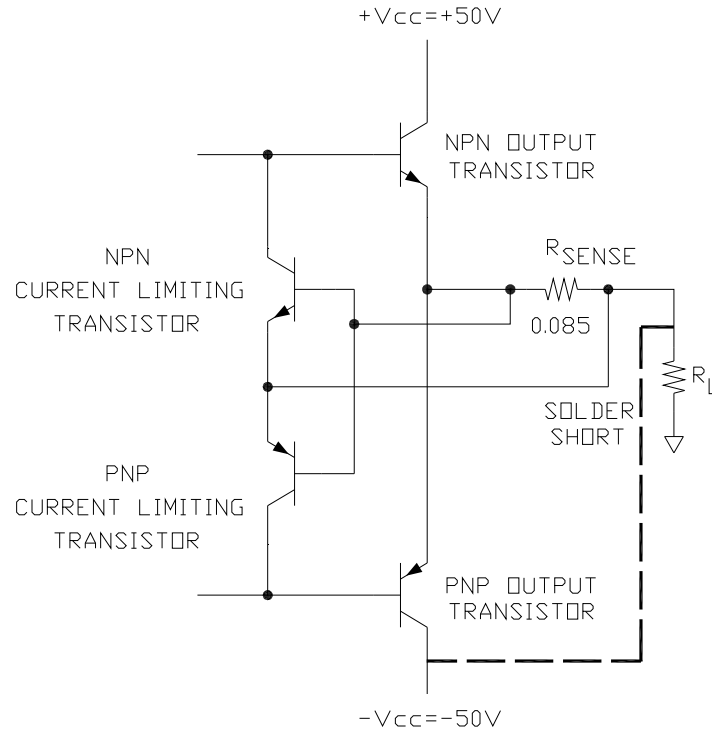 +Vcc=+50V
NPN OUTPUT
TRANSISTOR
NPN
CURRENT LIMITING
TRANSISTOR
RSENSE
0.085
RL
SOLDER
SHORT
PNP
CURRENT LIMITING
TRANSISTOR
PNP OUTPUT
TRANSISTOR
-Vcc=-50V